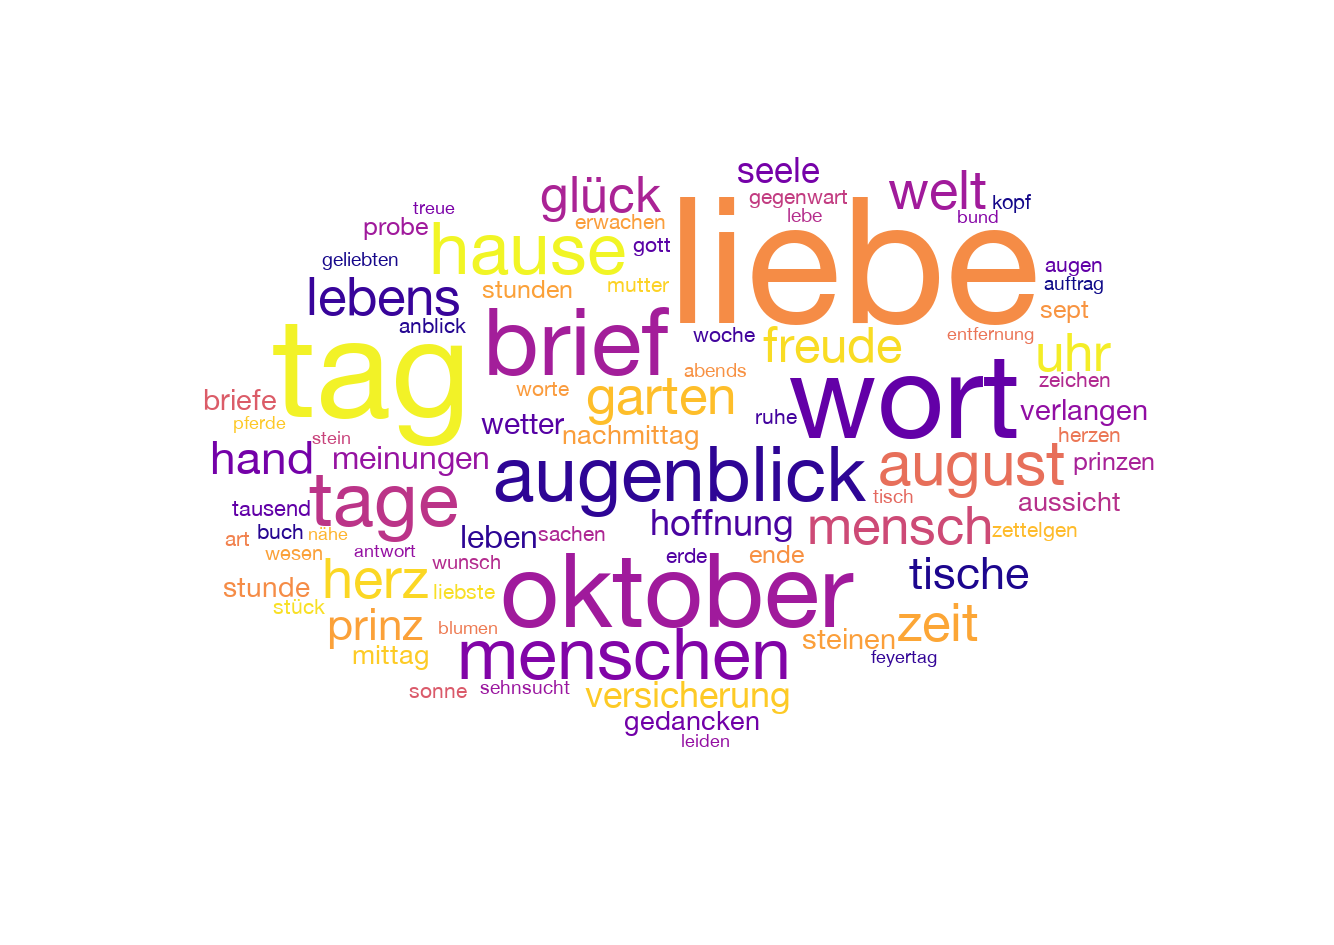 seele
glück
welt
gegenwart
kopf
treue
lebe
bund
probe
erwachen
liebe
hause
gott
geliebten
augen
lebens
stunden
mutter
auftrag
sept
anblick
brief
woche
freude
entfernung
uhr
tag
abends
zeichen
worte
garten
wort
briefe
verlangen
pferde
wetter
ruhe
stein
nachmittag
herzen
hand
meinungen
augenblick
august
prinzen
tage
tisch
aussicht
tausend
hoffnung
mensch
zettelgen
buch
nähe
leben
sachen
art
wesen
antwort
wunsch
erde
ende
stunde
herz
liebste
oktober
tische
stück
prinz
blumen
steinen
zeit
mittag
menschen
feyertag
sonne
sehnsucht
versicherung
gedancken
leiden